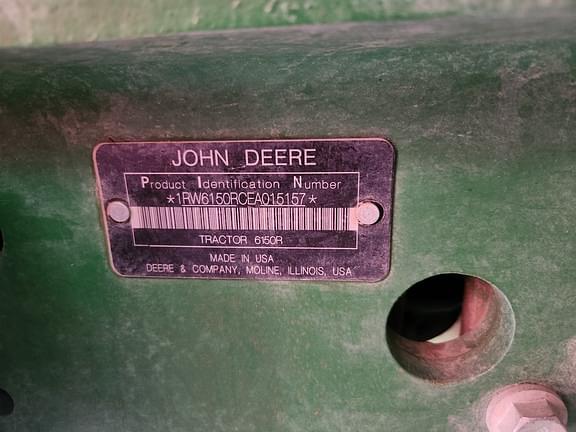 JOHN DEERE
Product Identification Number
*1RW6150RCEA015157*
TRACTOR 6150R
MADE IN USA
DEERE & COMPANY, MOLINE, ILLINOIS, USA